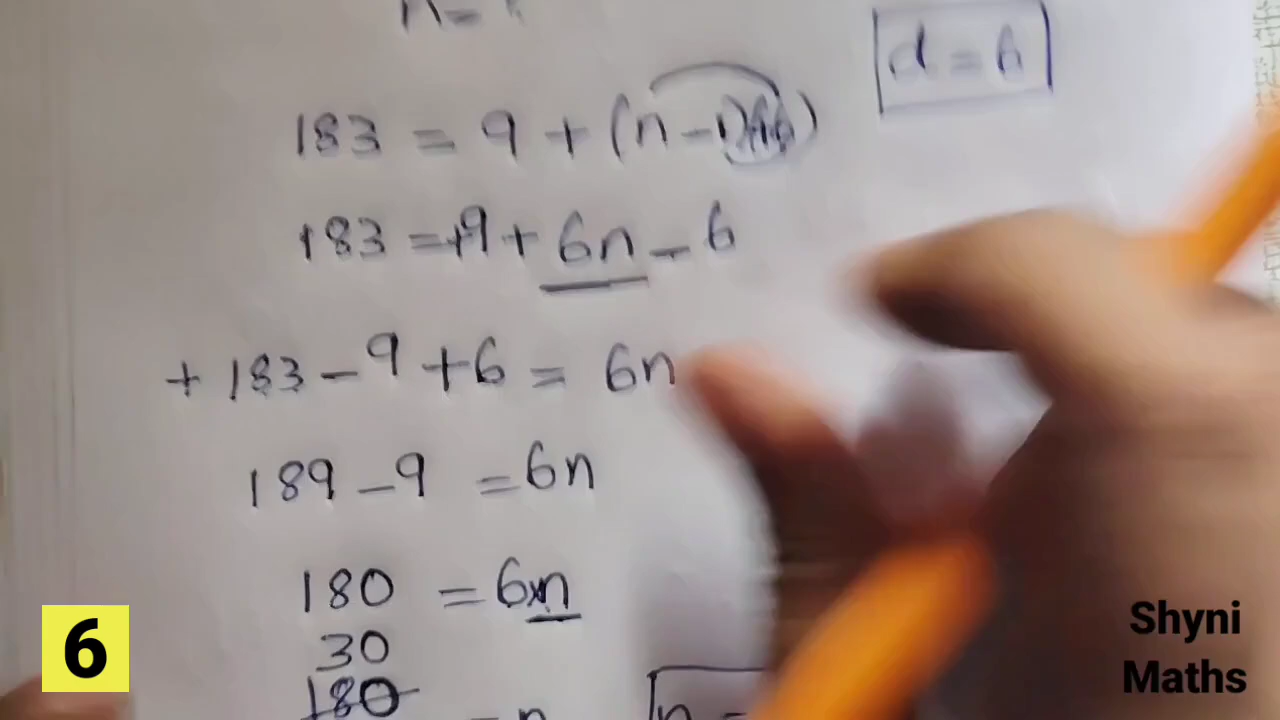 n =
d = 6
183 = 9 + (n - 1)(6)
183 = +9 + 6n - 6
+ 183 - 9 + 6 = 6n
189 - 9 = 6n
180 = 6×n
30
180 = n
n =
6
Shyni
Maths